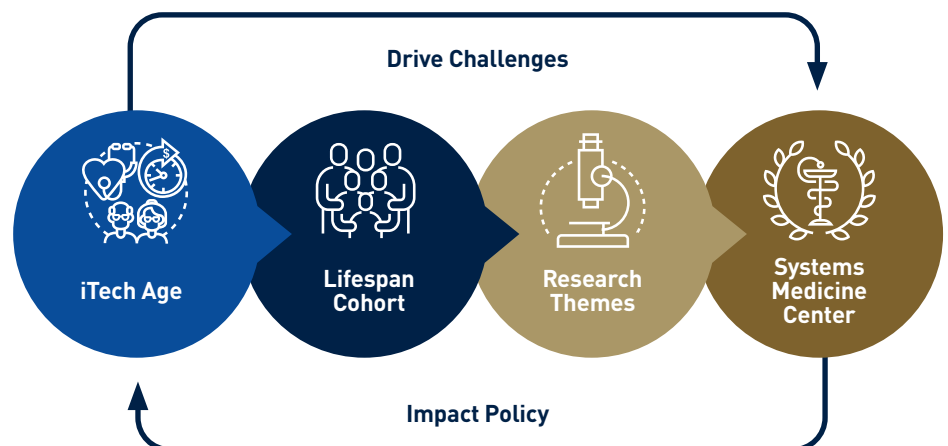 Drive Challenges
iTech Age
Lifespan
Cohort
Research
Themes
Systems
Medicine
Center
$
Impact Policy